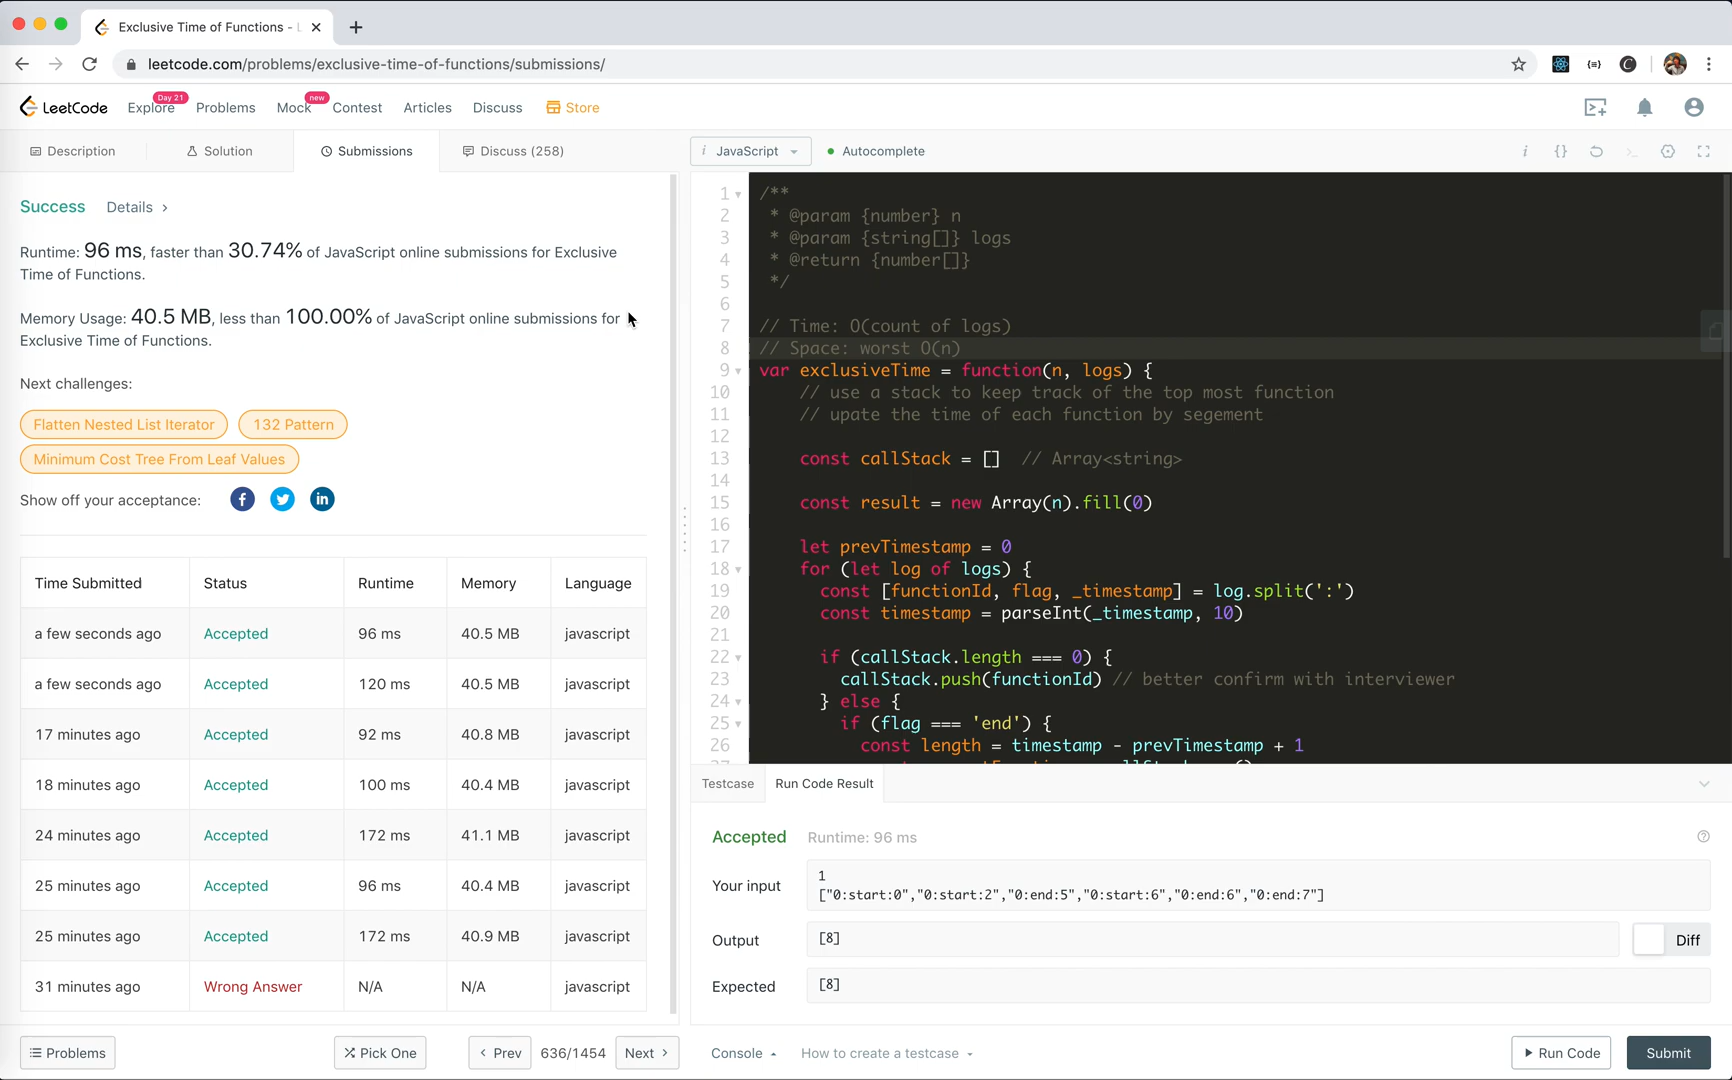 Exclusive Time of Functions - L
leetcode.com/problems/exclusive-time-of-functions/submissions/
LeetCode Explore Day 21 Problems Mock new Contest Articles Discuss Store
Description Solution Submissions Discuss (258)
Success Details >
Runtime: 96 ms, faster than 30.74% of JavaScript online submissions for Exclusive
Time of Functions.
Memory Usage: 40.5 MB, less than 100.00% of JavaScript online submissions for
Exclusive Time of Functions.
Next challenges:
Flatten Nested List Iterator 132 Pattern
Minimum Cost Tree From Leaf Values
Show off your acceptance:
Time Submitted Status Runtime Memory Language
a few seconds ago Accepted 96 ms 40.5 MB javascript
a few seconds ago Accepted 120 ms 40.5 MB javascript
17 minutes ago Accepted 92 ms 40.8 MB javascript
18 minutes ago Accepted 100 ms 40.4 MB javascript
24 minutes ago Accepted 172 ms 41.1 MB javascript
25 minutes ago Accepted 96 ms 40.4 MB javascript
25 minutes ago Accepted 172 ms 40.9 MB javascript
31 minutes ago Wrong Answer N/A N/A javascript
Problems Pick One < Prev 636/1454 Next >
i JavaScript Autocomplete
1 /**
2 * @param {number} n
3 * @param {string[]} logs
4 * @return {number[]}
5 */
6
7 // Time: O(count of logs)
8 // Space: worst O(n)
9 var exclusiveTime = function(n, logs) {
10 // use a stack to keep track of the top most function
11 // upate the time of each function by segement
12
13 const callStack = [] // Array<string>
14
15 const result = new Array(n).fill(0)
16
17 let prevTimestamp = 0
18 for (let log of logs) {
19 const [functionId, flag, _timestamp] = log.split(':')
20 const timestamp = parseInt(_timestamp, 10)
21
22 if (callStack.length === 0) {
23 callStack.push(functionId) // better confirm with interviewer
24 } else {
25 if (flag === 'end') {
26 const length = timestamp - prevTimestamp + 1
Testcase Run Code Result
Accepted Runtime: 96 ms
Your input
1
["0:start:0","0:start:2","0:end:5","0:start:6","0:end:6","0:end:7"]
Output [8] Diff
Expected [8]
Console How to create a testcase Run Code Submit